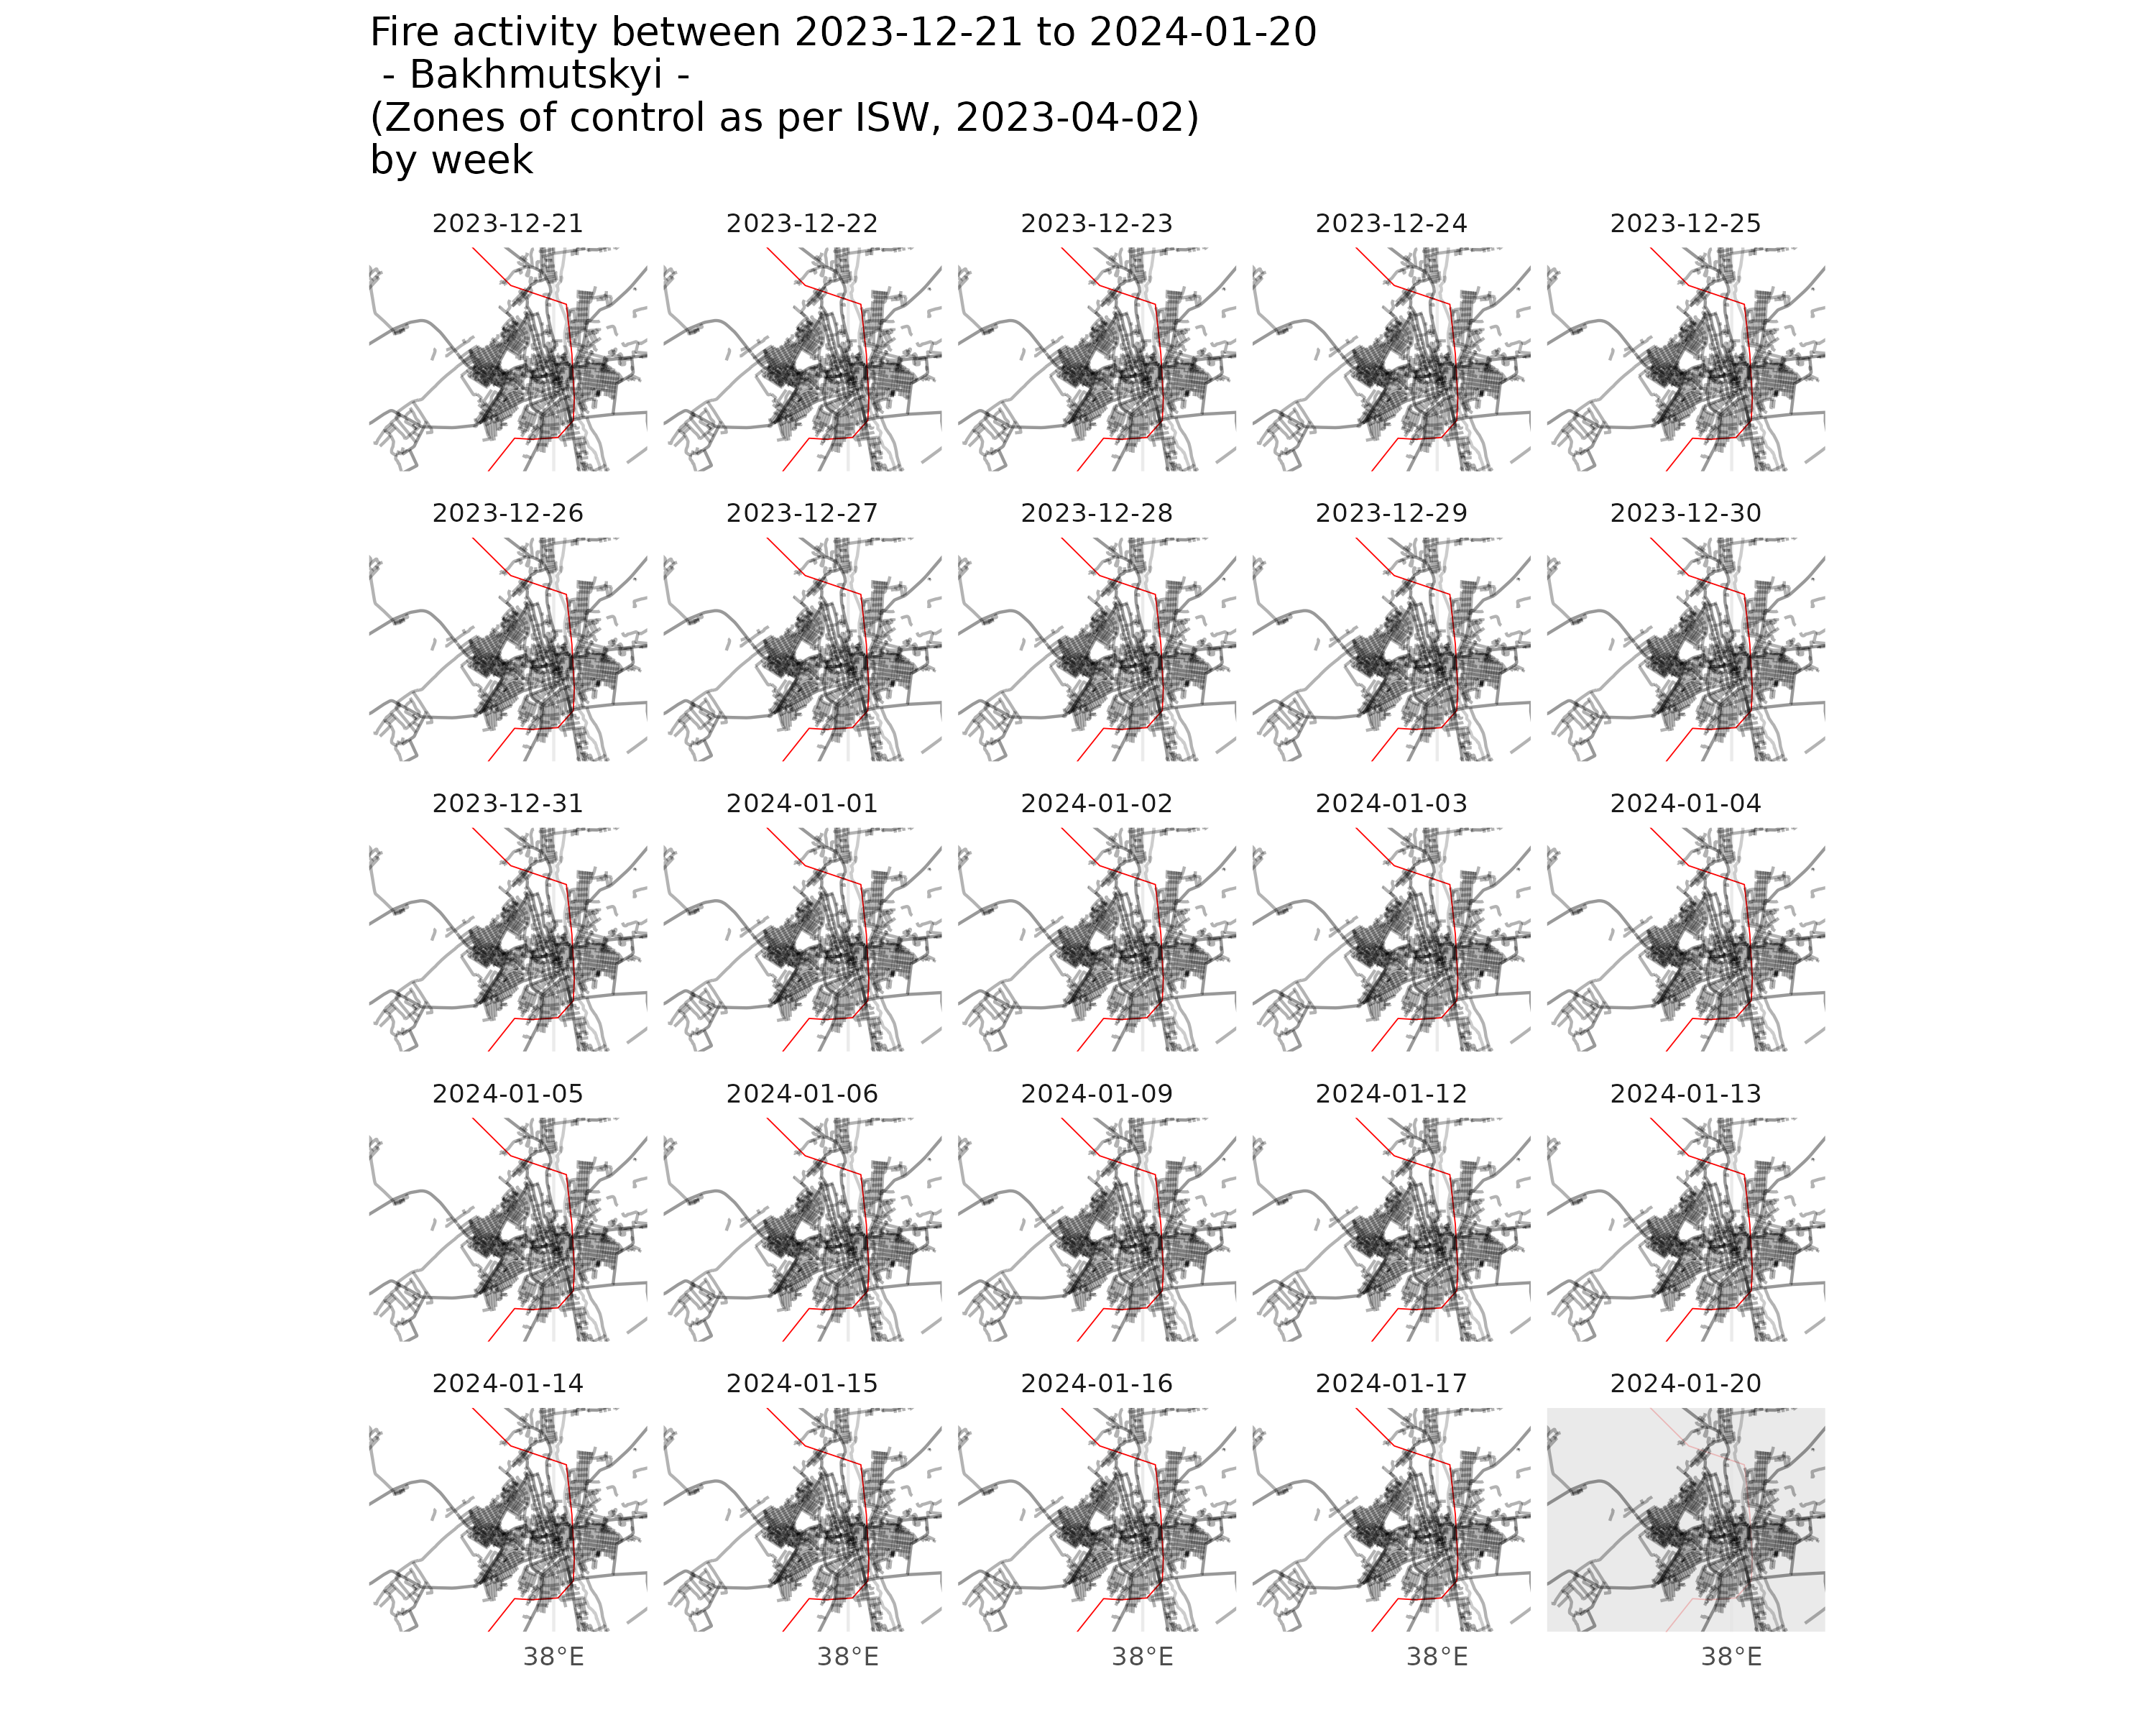 Fire activity between 2023-12-21 to 2024-01-20
- Bakhmutskyi -
(Zones of control as per ISW, 2023-04-02)
by week
2023-12-21 2023-12-22 2023-12-23 2023-12-24 2023-12-25
2023-12-26 2023-12-27 2023-12-28 2023-12-29 2023-12-30
2023-12-31 2024-01-01 2024-01-02 2024-01-03 2024-01-04
2024-01-05 2024-01-06 2024-01-09 2024-01-12 2024-01-13
2024-01-14 2024-01-15 2024-01-16 2024-01-17 2024-01-20
38°E 38°E 38°E 38°E 38°E